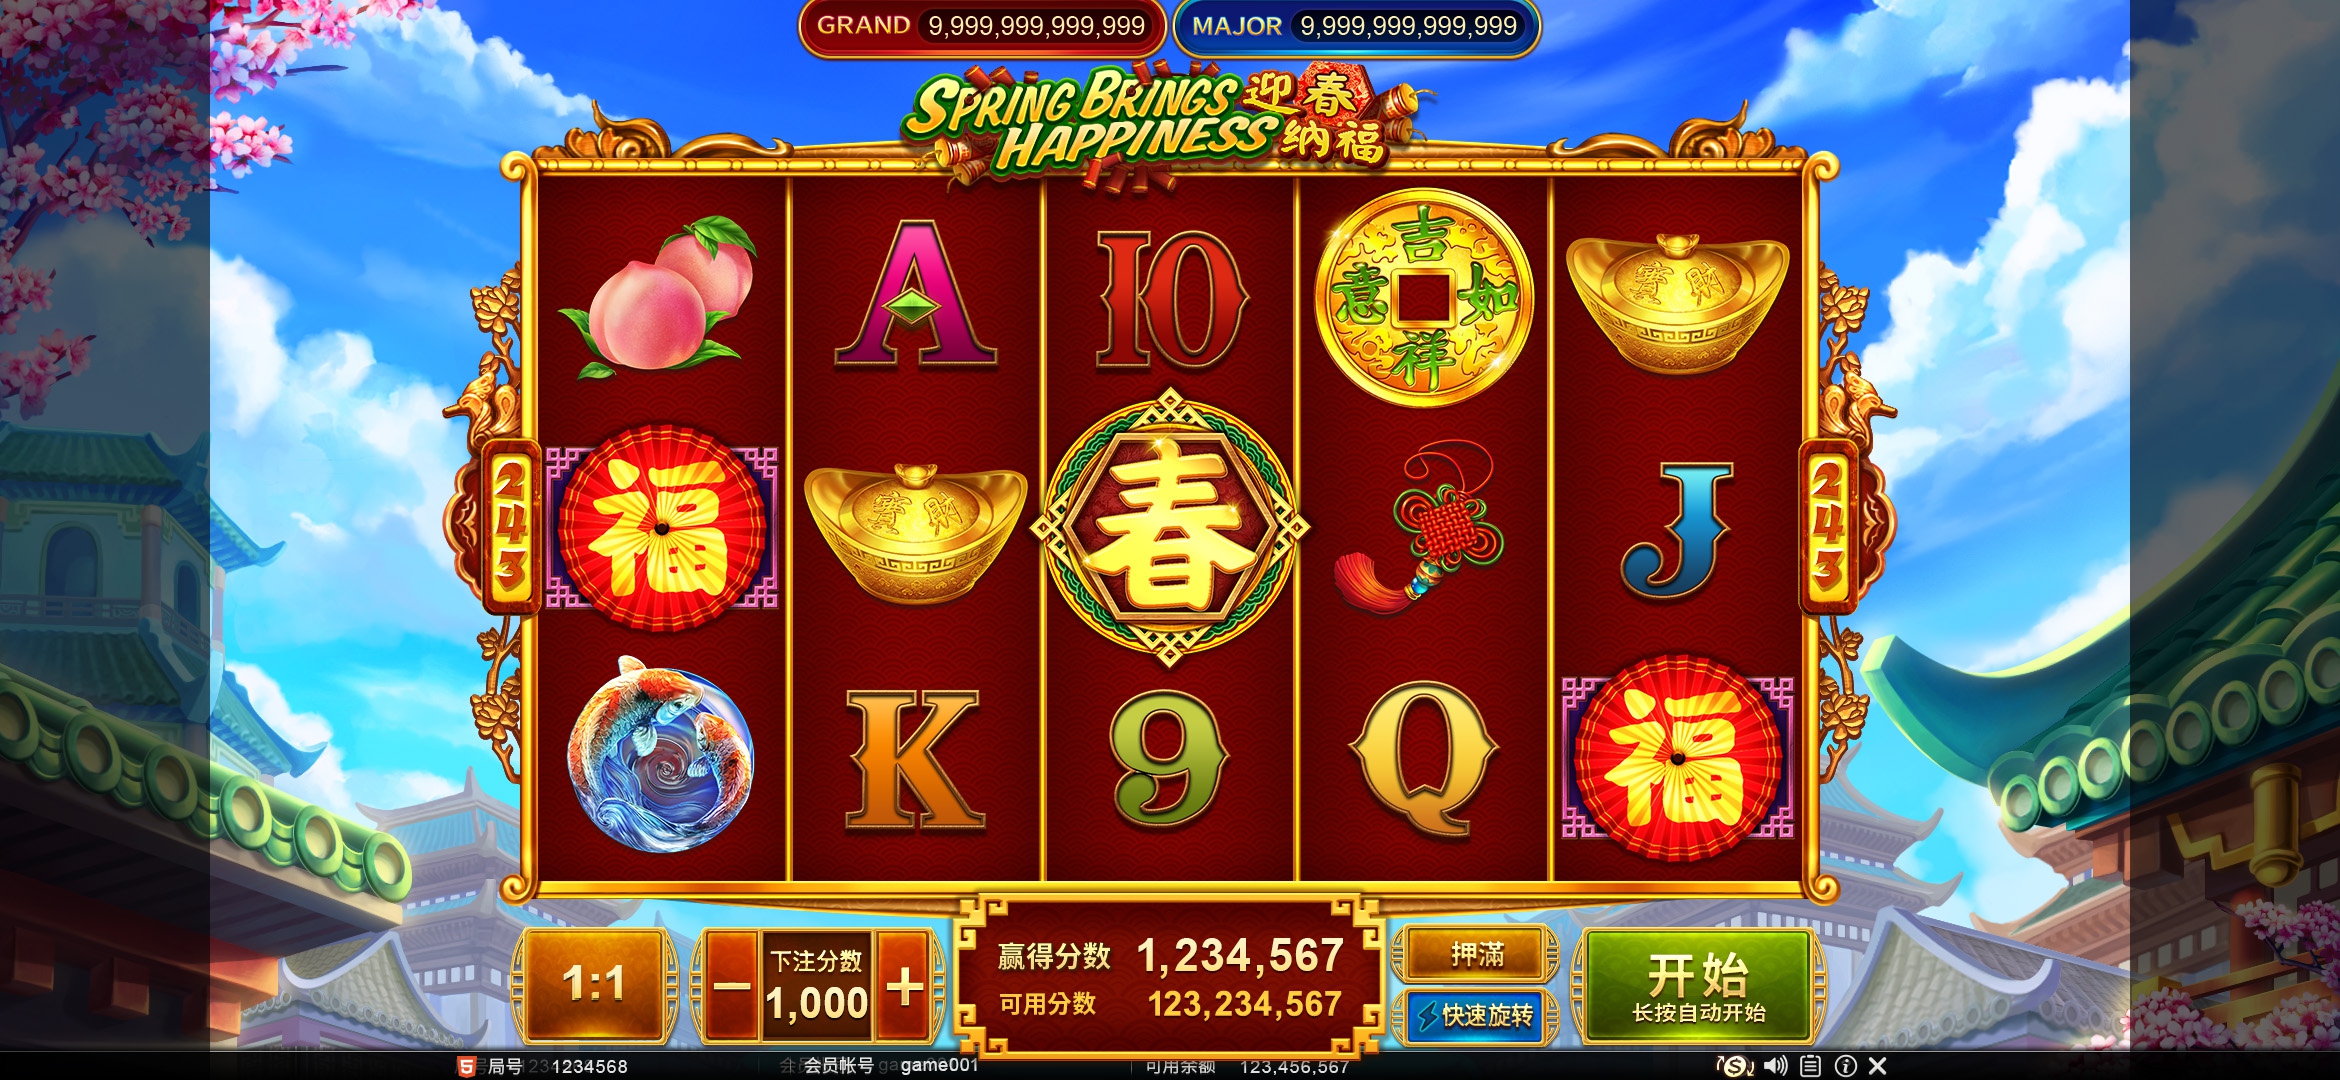 GRAND 9,999,999,999,999 MAJOR 9,999,999,999,999
SPRING BRINGS 迎春
HAPPINESS 纳福
A
10
吉
意 如
祥
寶財
243
福
寶財
春
J
243
K
9
Q
福
1:1
下注分数
1,000
赢得分数 1,234,567
可用分数 123,234,567
押滿
快速旋转
开始
长按自动开始
局号 1234568 会员帐号 game001 可用余额 123,456,567